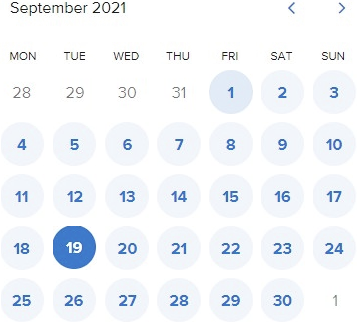 September 2021
MON TUE WED THU FRI SAT SUN
28 29 30 31 1 2 3
4 5 6 7 8 9 10
11 12 13 14 15 16 17
18 19 20 21 22 23 24
25 26 27 28 29 30 1